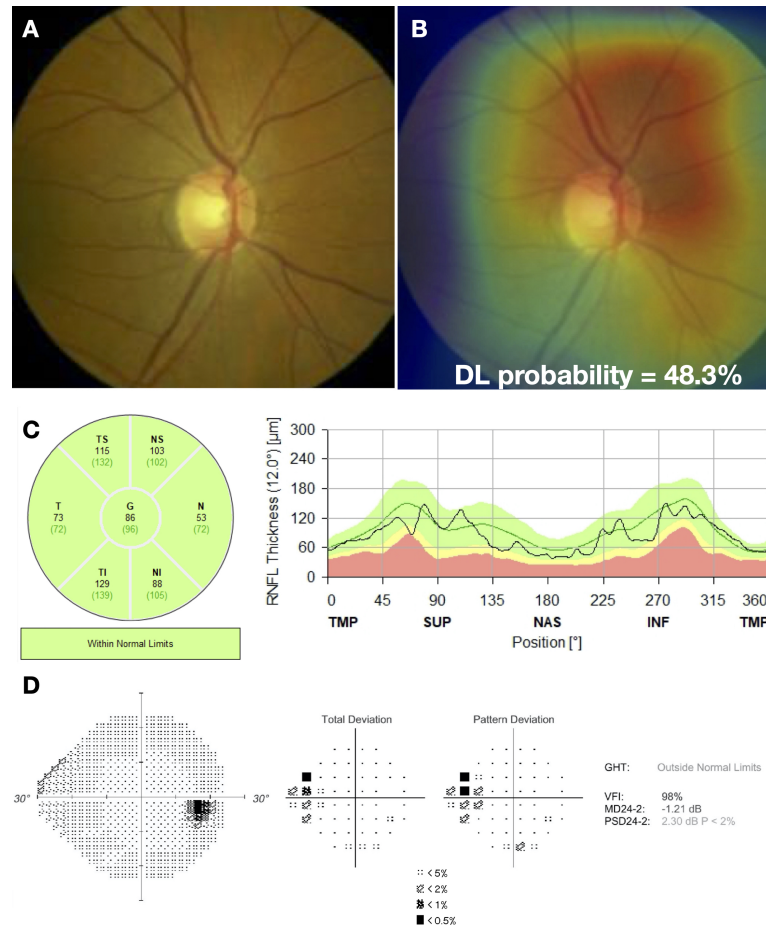 A
B
DL probability = 48.3%
C
TS
115
(132)
NS
103
(102)
T
73
(72)
G
86
(96)
N
53
(72)
TI
129
(139)
NI
88
(105)
Within Normal Limits
RNFL Thickness (12.0°) [µm]
300
240
180
120
60
0
0 45 90 135 180 225 270 315 360
TMP SUP NAS INF TMP
Position [°]
D
30° 30°
Total Deviation
Pattern Deviation
GHT: Outside Normal Limits
VFI: 98%
MD24-2: -1.21 dB
PSD24-2: 2.30 dB P < 2%
< 5%
< 2%
< 1%
< 0.5%